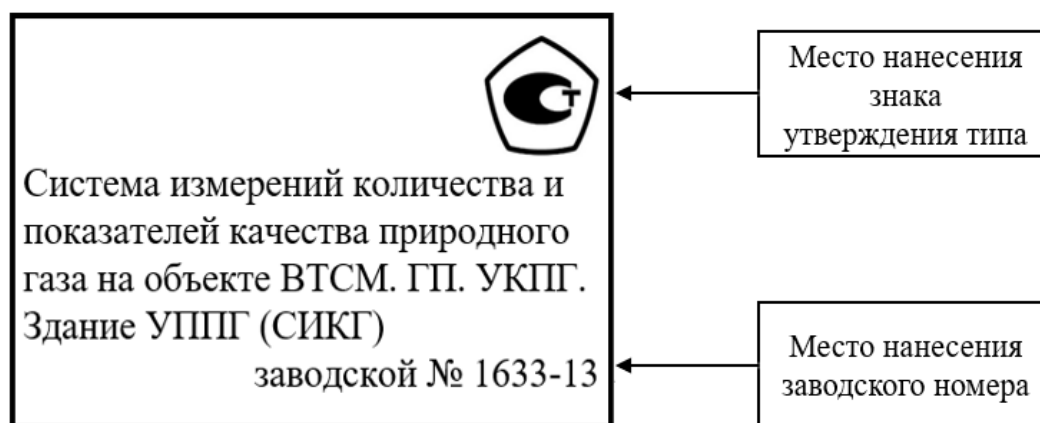 Система измерений количества и
показателей качества природного
газа на объекте ВТСМ. ГП. УКПГ.
Здание УППГ (СИКГ)
заводской № 1633-13
Место нанесения
знака
утверждения типа
Место нанесения
заводского номера